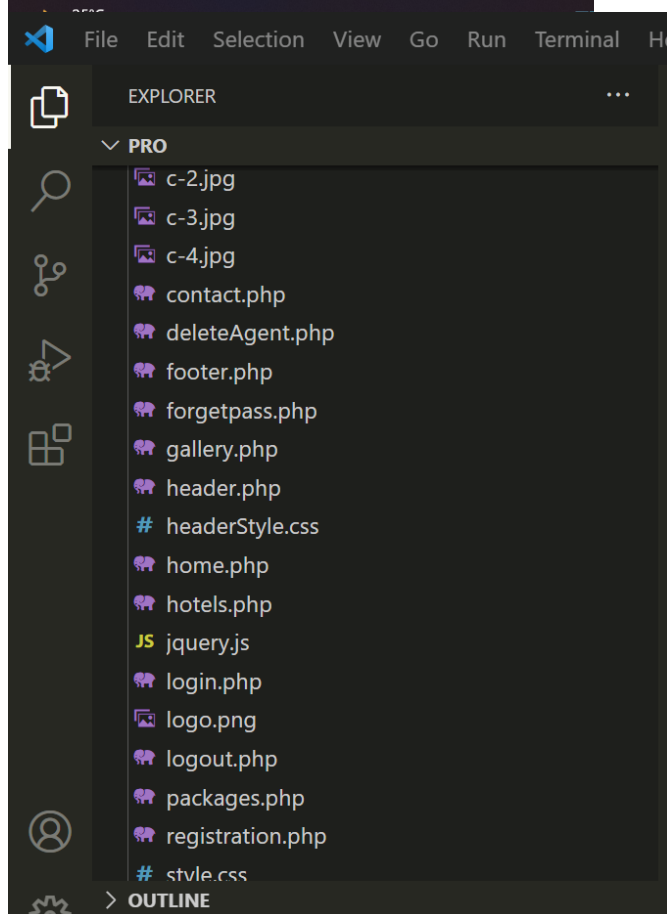 File Edit Selection View Go Run Terminal
EXPLORER
PRO
c-2.jpg
c-3.jpg
c-4.jpg
contact.php
deleteAgent.php
footer.php
forgetpass.php
gallery.php
header.php
# headerStyle.css
home.php
hotels.php
JS jquery.js
login.php
logo.png
logout.php
packages.php
registration.php
# style.css
OUTLINE